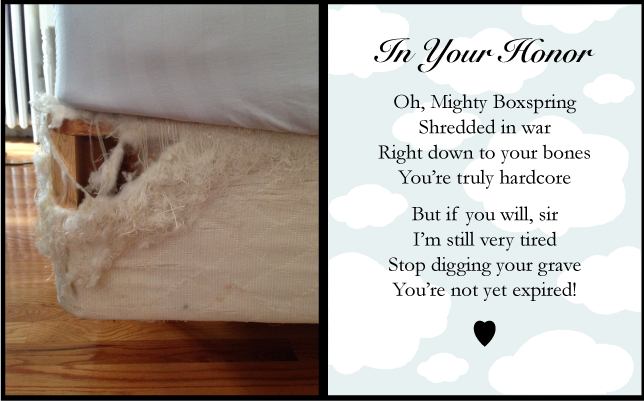 In Your Honor
Oh, Mighty Boxspring
Shredded in war
Right down to your bones
You're truly hardcore
But if you will, sir
I'm still very tired
Stop digging your grave
You're not yet expired!